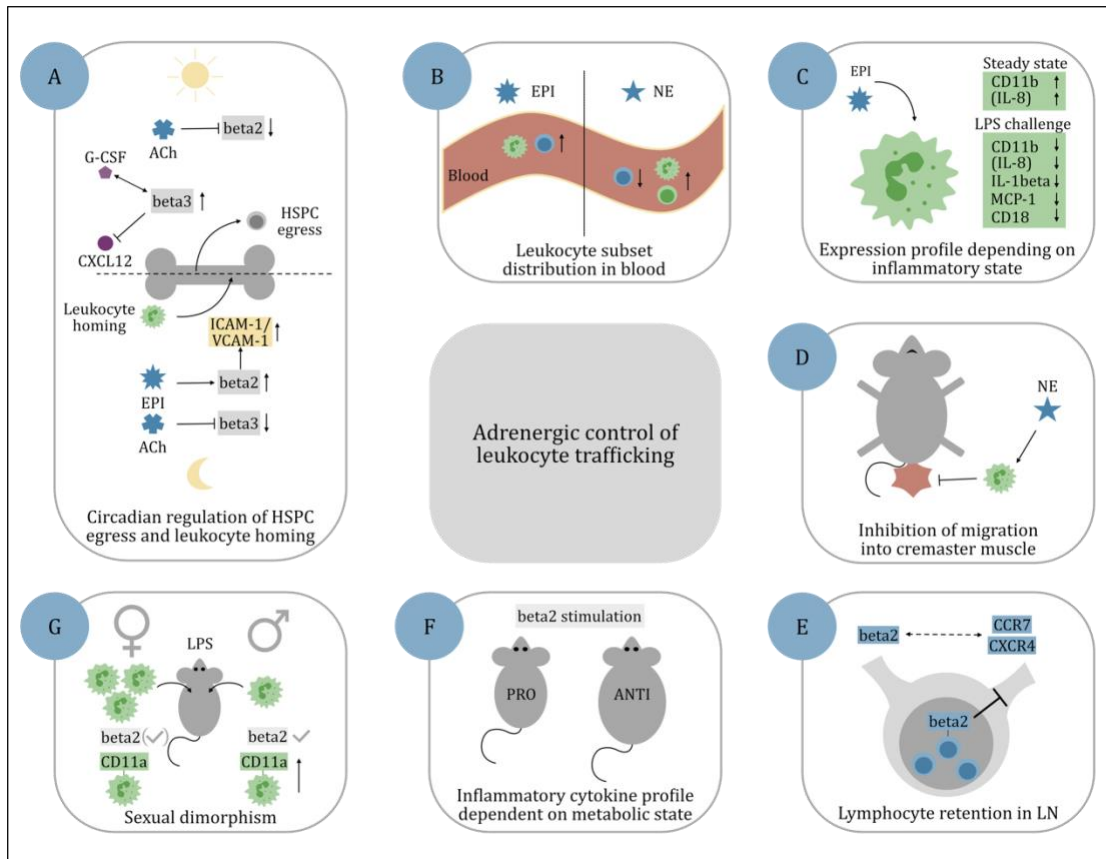 A
ACh
beta2 ↓
G-CSF
beta3 ↑
CXCL12
HSPC
egress
Leukocyte
homing
ICAM-1/
VCAM-1 ↑
EPI
beta2 ↑
ACh
beta3 ↓
Circadian regulation of HSPC
egress and leukocyte homing
B
EPI
NE
Blood
↑
↓
↑
Leukocyte subset
distribution in blood
C
EPI
Steady state
CD11b ↑
(IL-8) ↑
LPS challenge
CD11b ↓
(IL-8) ↓
IL-1beta ↓
MCP-1 ↓
CD18 ↓
Expression profile depending on
inflammatory state
Adrenergic control of
leukocyte trafficking
D
NE
Inhibition of migration
into cremaster muscle
G
♀
♂
LPS
beta2(✓)
beta2 ✓
CD11a
CD11a ↑
Sexual dimorphism
F
beta2 stimulation
PRO
ANTI
Inflammatory cytokine profile
dependent on metabolic state
E
beta2
CCR7
CXCR4
beta2
Lymphocyte retention in LN